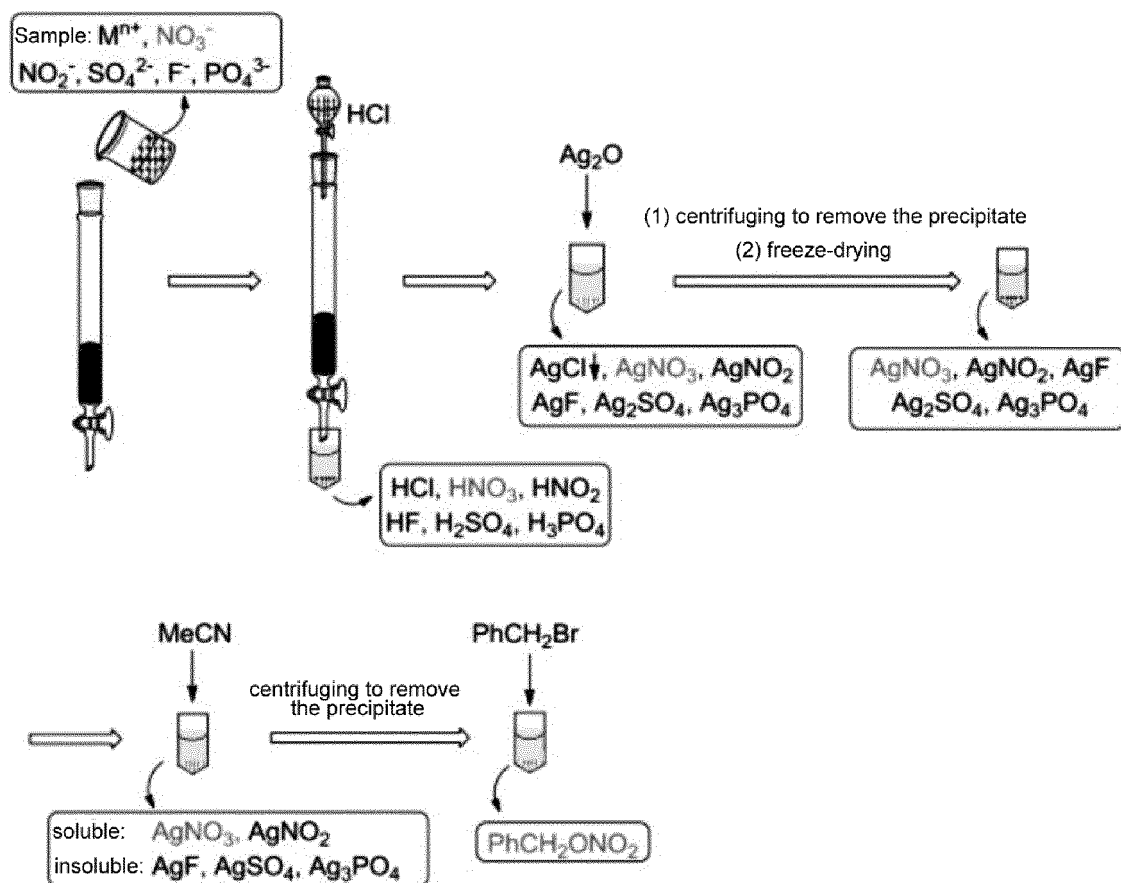 Sample: Mⁿ⁺, NO₃⁻
NO₂⁻, SO₄²⁻, F⁻, PO₄³⁻
HCl
Ag₂O
(1) centrifuging to remove the precipitate
(2) freeze-drying
AgCl↓, AgNO₃, AgNO₂
AgF, Ag₂SO₄, Ag₃PO₄
AgNO₃, AgNO₂, AgF
Ag₂SO₄, Ag₃PO₄
HCl, HNO₃, HNO₂
HF, H₂SO₄, H₃PO₄
MeCN
centrifuging to remove
the precipitate
PhCH₂Br
soluble: AgNO₃, AgNO₂
insoluble: AgF, AgSO₄, Ag₃PO₄
PhCH₂ONO₂